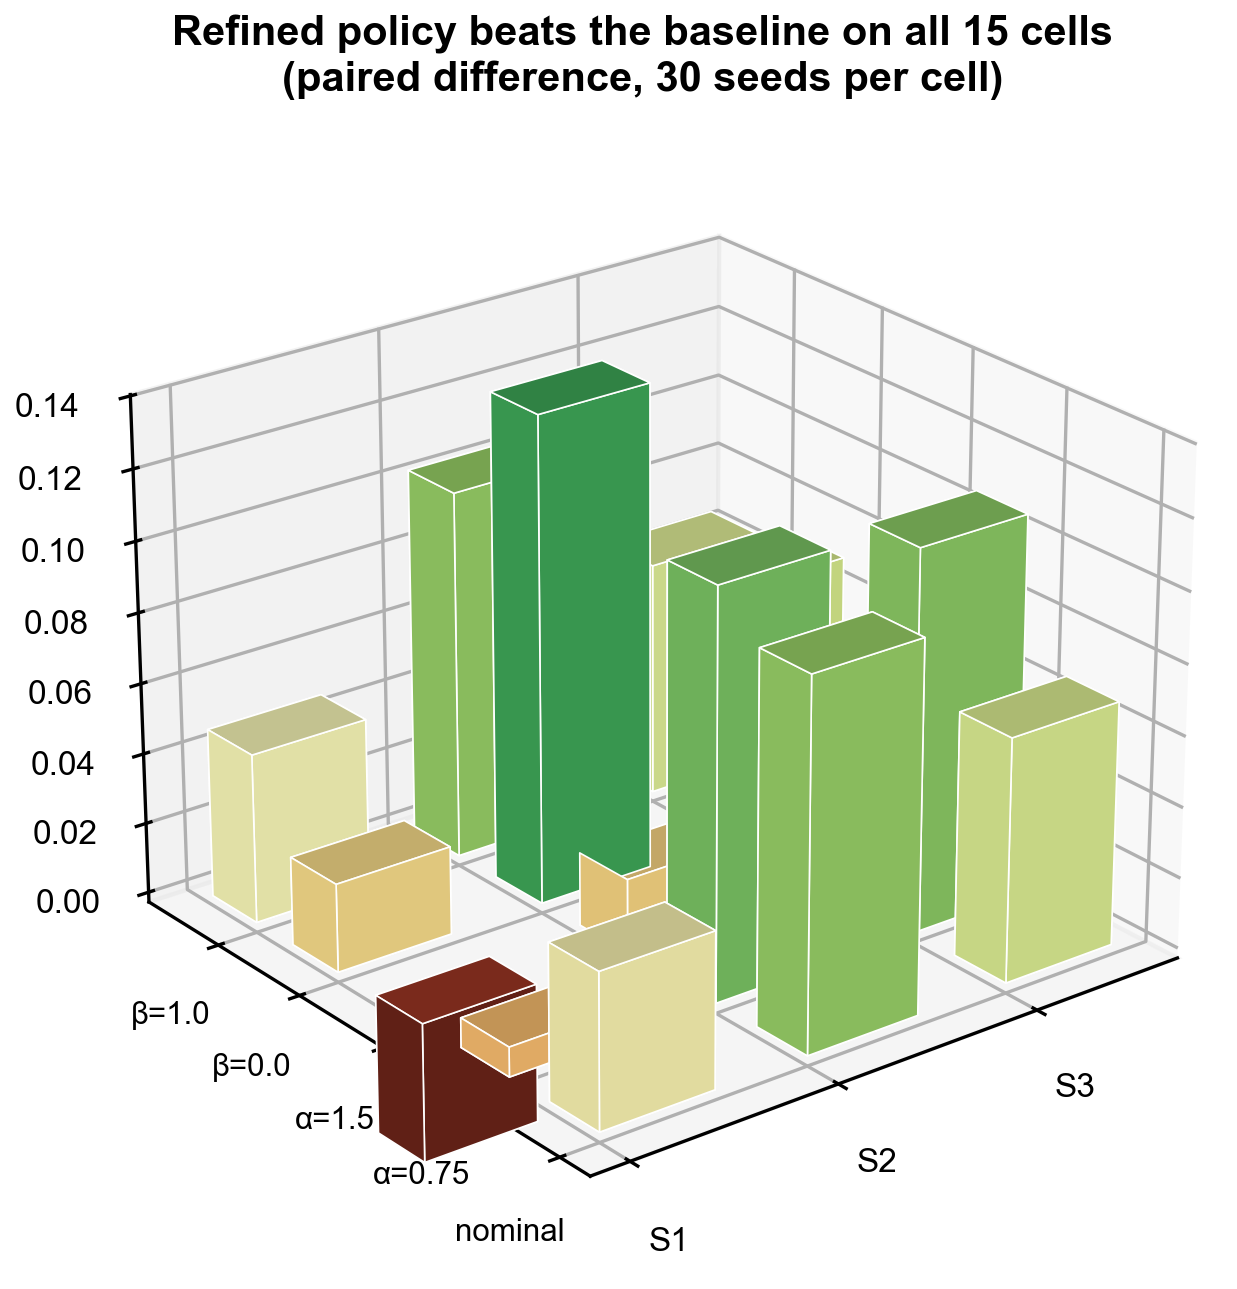 Refined policy beats the baseline on all 15 cells
(paired difference, 30 seeds per cell)
0.14
0.12
0.10
0.08
0.06
0.04
0.02
0.00
β=1.0
β=0.0
α=1.5
α=0.75
nominal
S1
S2
S3